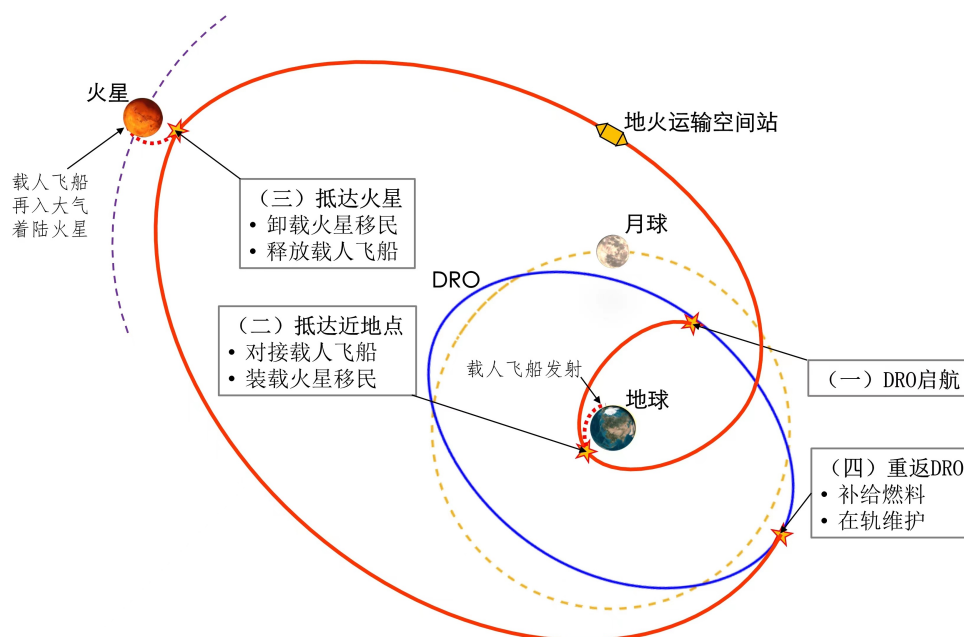 火星
地火运输空间站
载人飞船
再入大气
着陆火星
（三）抵达火星
• 卸载火星移民
• 释放载人飞船
月球
DRO
（二）抵达近地点
• 对接载人飞船
• 装载火星移民
载人飞船发射
地球
（一）DRO启航
（四）重返DRO
• 补给燃料
• 在轨维护